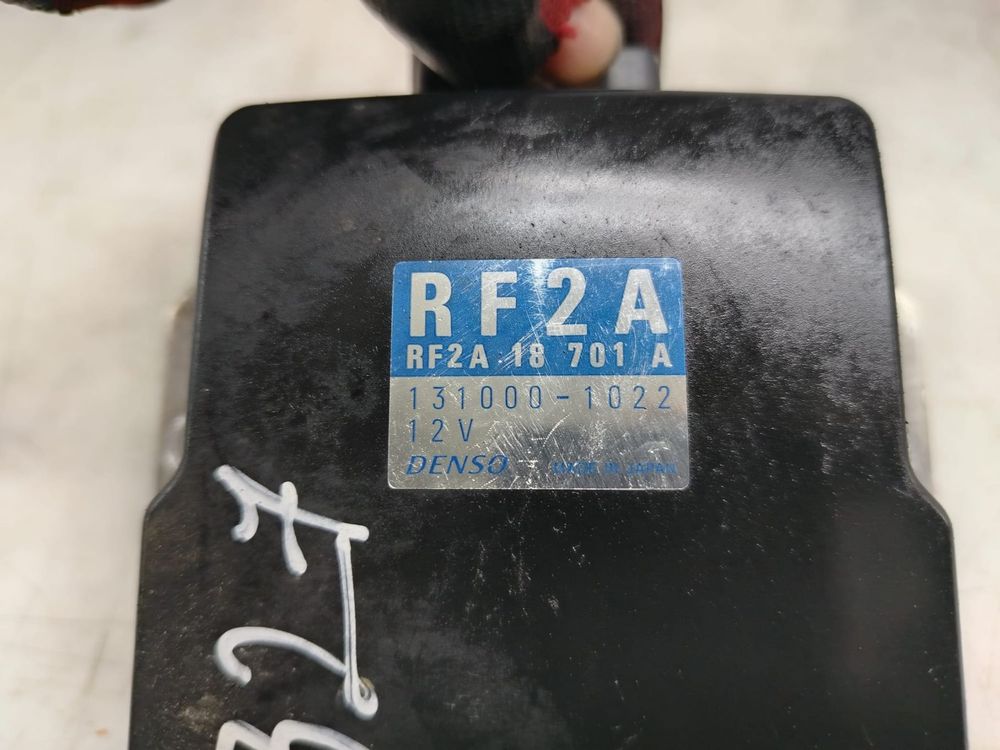 RF2A
RF2A 18 701 A
131000-1022
12V
DENSO MADE IN JAPAN